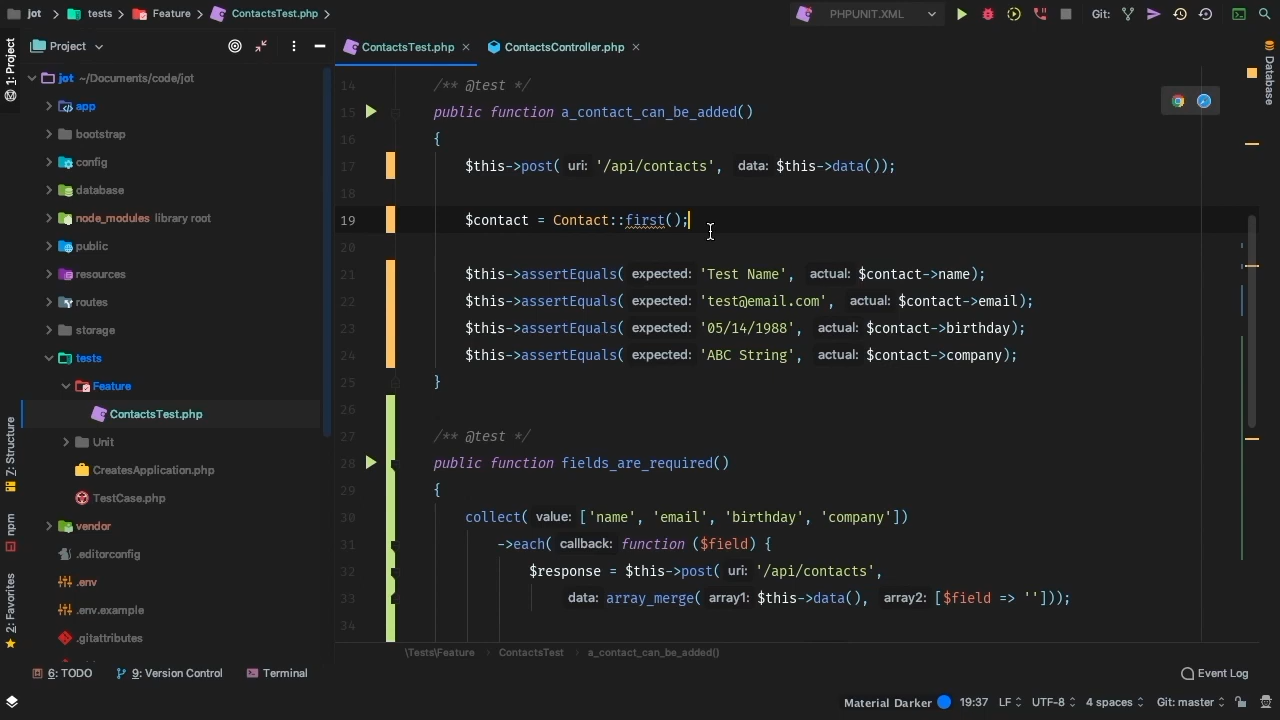 jot tests Feature ContactsTest.php PHPUNIT.XML Git:
1: Project
Project
jot ~/Documents/code/jot
app
bootstrap
config
database
node_modules library root
public
resources
routes
storage
tests
Feature
ContactsTest.php
Unit
CreatesApplication.php
TestCase.php
vendor
.editorconfig
.env
.env.example
.gitattributes
Z: Structure
npm
2: Favorites
ContactsTest.php ContactsController.php
14 /** @test */
15 public function a_contact_can_be_added()
16 {
17 $this->post( uri: '/api/contacts', data: $this->data());
18
19 $contact = Contact::first();
20
21 $this->assertEquals( expected: 'Test Name', actual: $contact->name);
22 $this->assertEquals( expected: 'test@email.com', actual: $contact->email);
23 $this->assertEquals( expected: '05/14/1988', actual: $contact->birthday);
24 $this->assertEquals( expected: 'ABC String', actual: $contact->company);
25 }
26
27 /** @test */
28 public function fields_are_required()
29 {
30 collect( value: ['name', 'email', 'birthday', 'company'])
31 ->each( callback: function ($field) {
32 $response = $this->post( uri: '/api/contacts',
33 data: array_merge( array1: $this->data(), array2: [$field => '']));
34
\Tests\Feature ContactsTest a_contact_can_be_added()
Database
6: TODO 9: Version Control Terminal Event Log
Material Darker 19:37 LF UTF-8 4 spaces Git: master